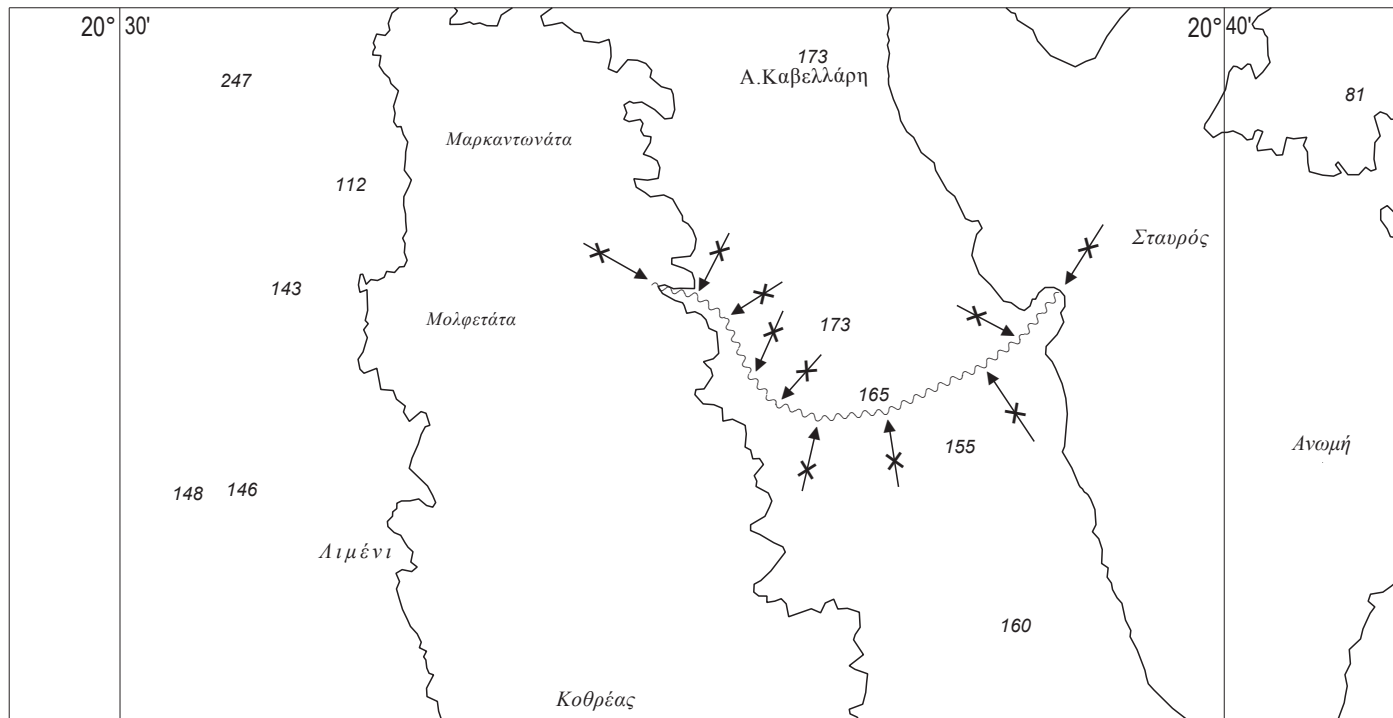 20° 30'
20° 40'
173
Α.Καβελλάρη
247
81
Μαρκαντωνάτα
112
Σταυρός
143
Μολφετάτα
173
165
155
Ανωμή
148
146
Λιμένι
160
Κοθρέας